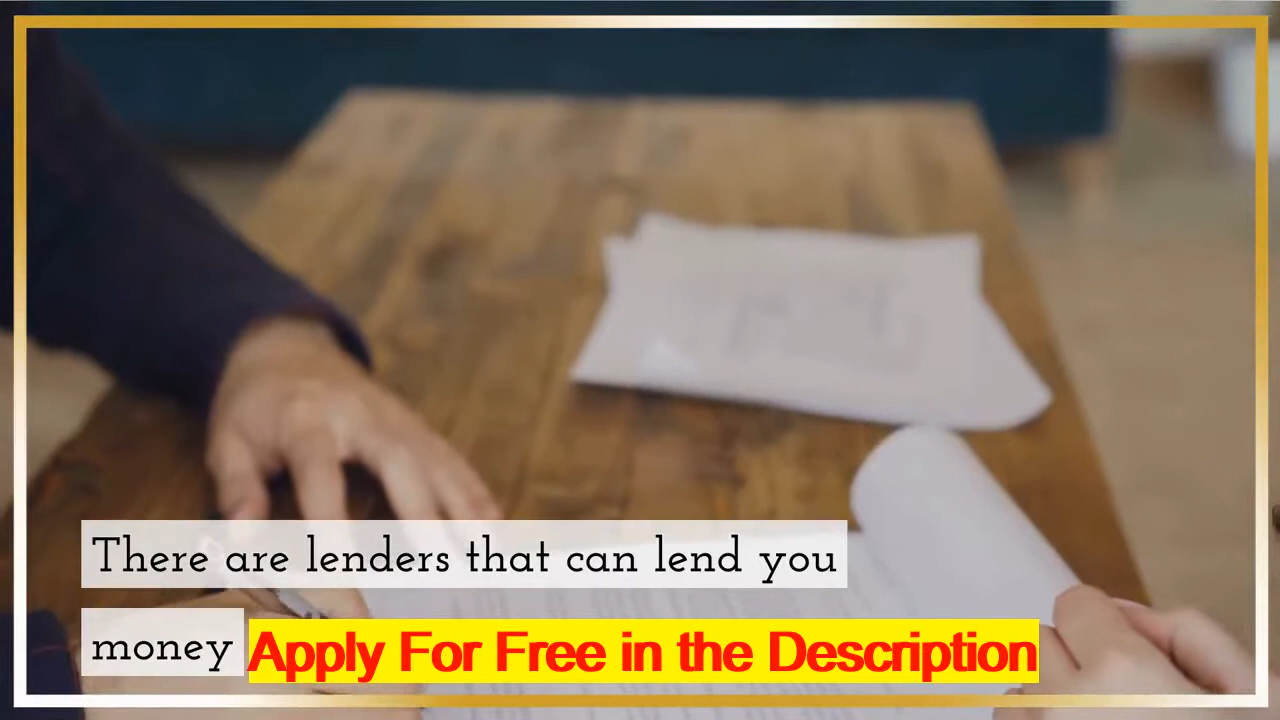 There are lenders that can lend you
money Apply For Free in the Description